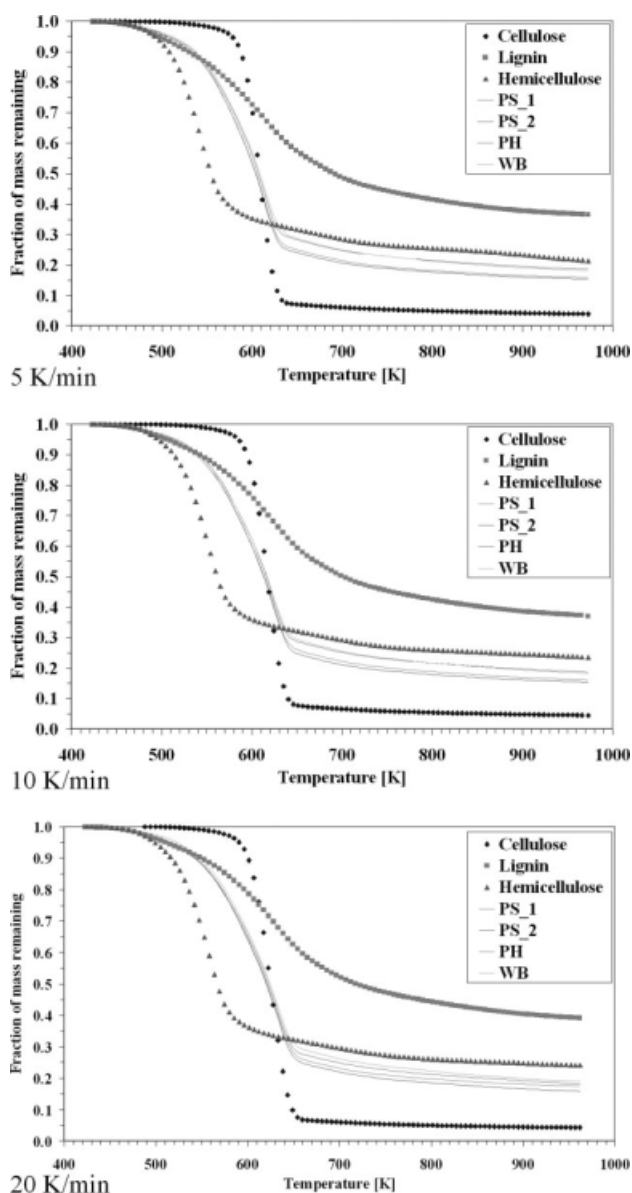 1.0
0.9
0.8
0.7
0.6
0.5
0.4
0.3
0.2
0.1
0.0
Fraction of mass remaining
400 500 600 700 800 900 1000
Temperature [K]
Cellulose
Lignin
Hemicellulose
PS_1
PS_2
PH
WB
5 K/min
1.0
0.9
0.8
0.7
0.6
0.5
0.4
0.3
0.2
0.1
0.0
Fraction of mass remaining
400 500 600 700 800 900 1000
Temperature [K]
Cellulose
Lignin
Hemicellulose
PS_1
PS_2
PH
WB
10 K/min
1.0
0.9
0.8
0.7
0.6
0.5
0.4
0.3
0.2
0.1
0.0
Fraction of mass remaining
400 500 600 700 800 900 1000
Temperature [K]
Cellulose
Lignin
Hemicellulose
PS_1
PS_2
PH
WB
20 K/min